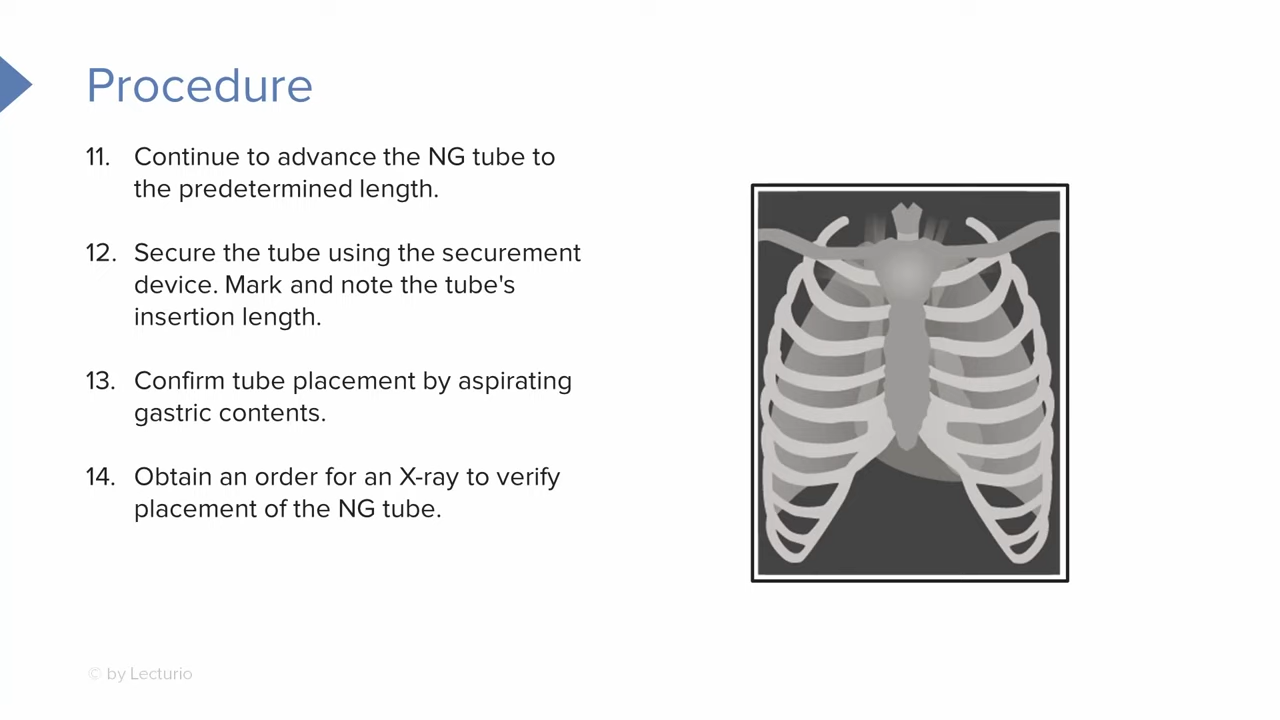 Procedure
11. Continue to advance the NG tube to
the predetermined length.
12. Secure the tube using the securement
device. Mark and note the tube's
insertion length.
13. Confirm tube placement by aspirating
gastric contents.
14. Obtain an order for an X-ray to verify
placement of the NG tube.
© by Lecturio